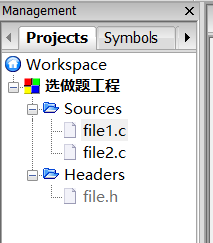 Management
Projects Symbols
Workspace
选做题工程
Sources
file1.c
file2.c
Headers
file.h